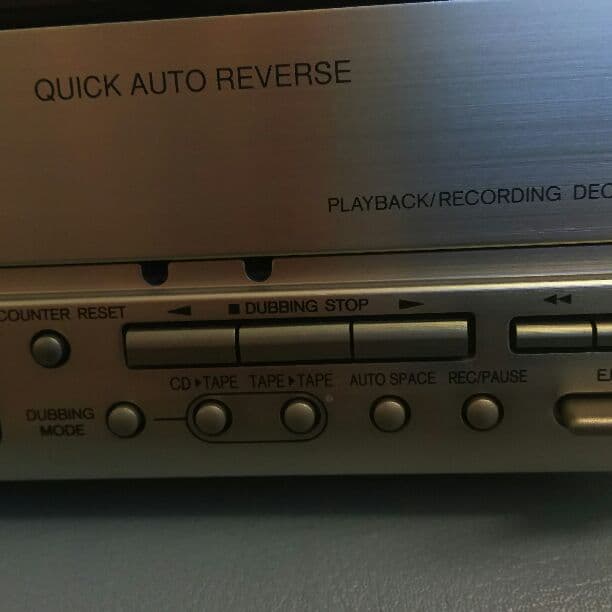 QUICK AUTO REVERSE
PLAYBACK/RECORDING DEC
COUNTER RESET
DUBBING STOP
CD TAPE TAPE TAPE AUTO SPACE REC/PAUSE
DUBBING
MODE